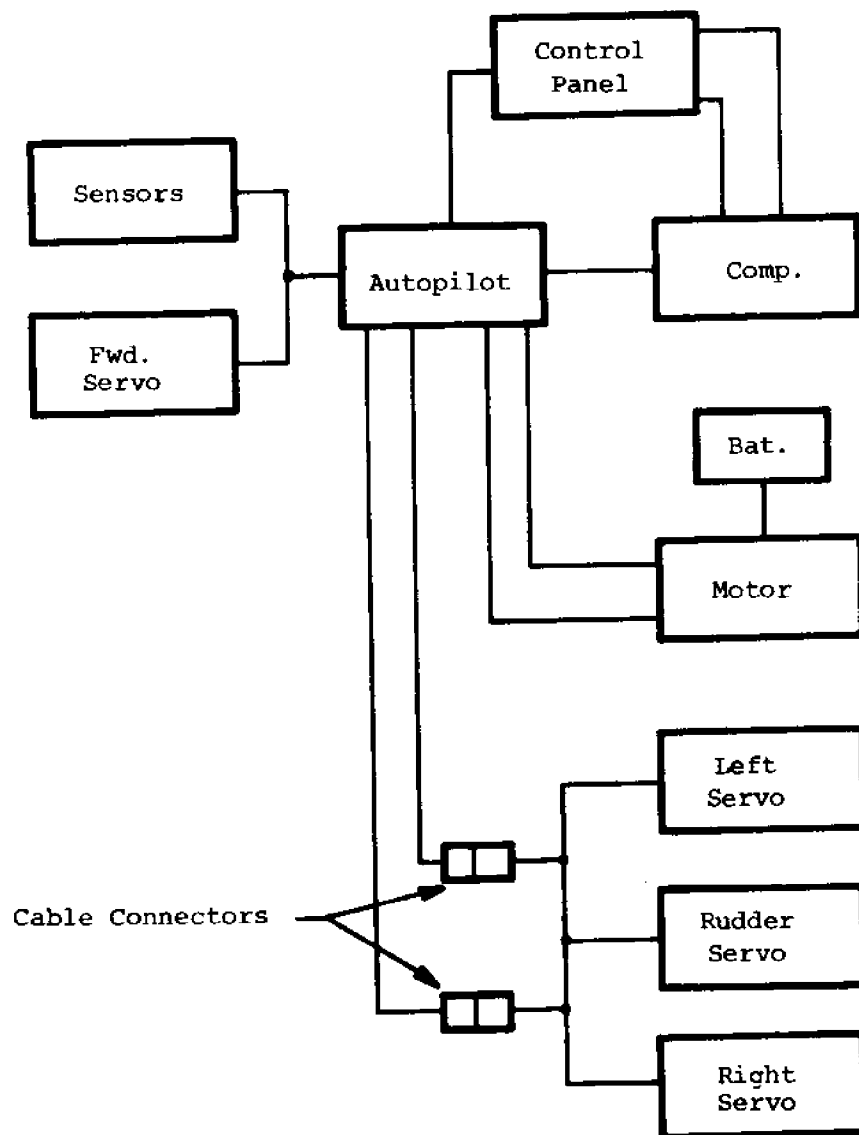 Control
Panel
Sensors
Autopilot
Comp.
Fwd.
Servo
Bat.
Motor
Left
Servo
Cable Connectors
Rudder
Servo
Right
Servo